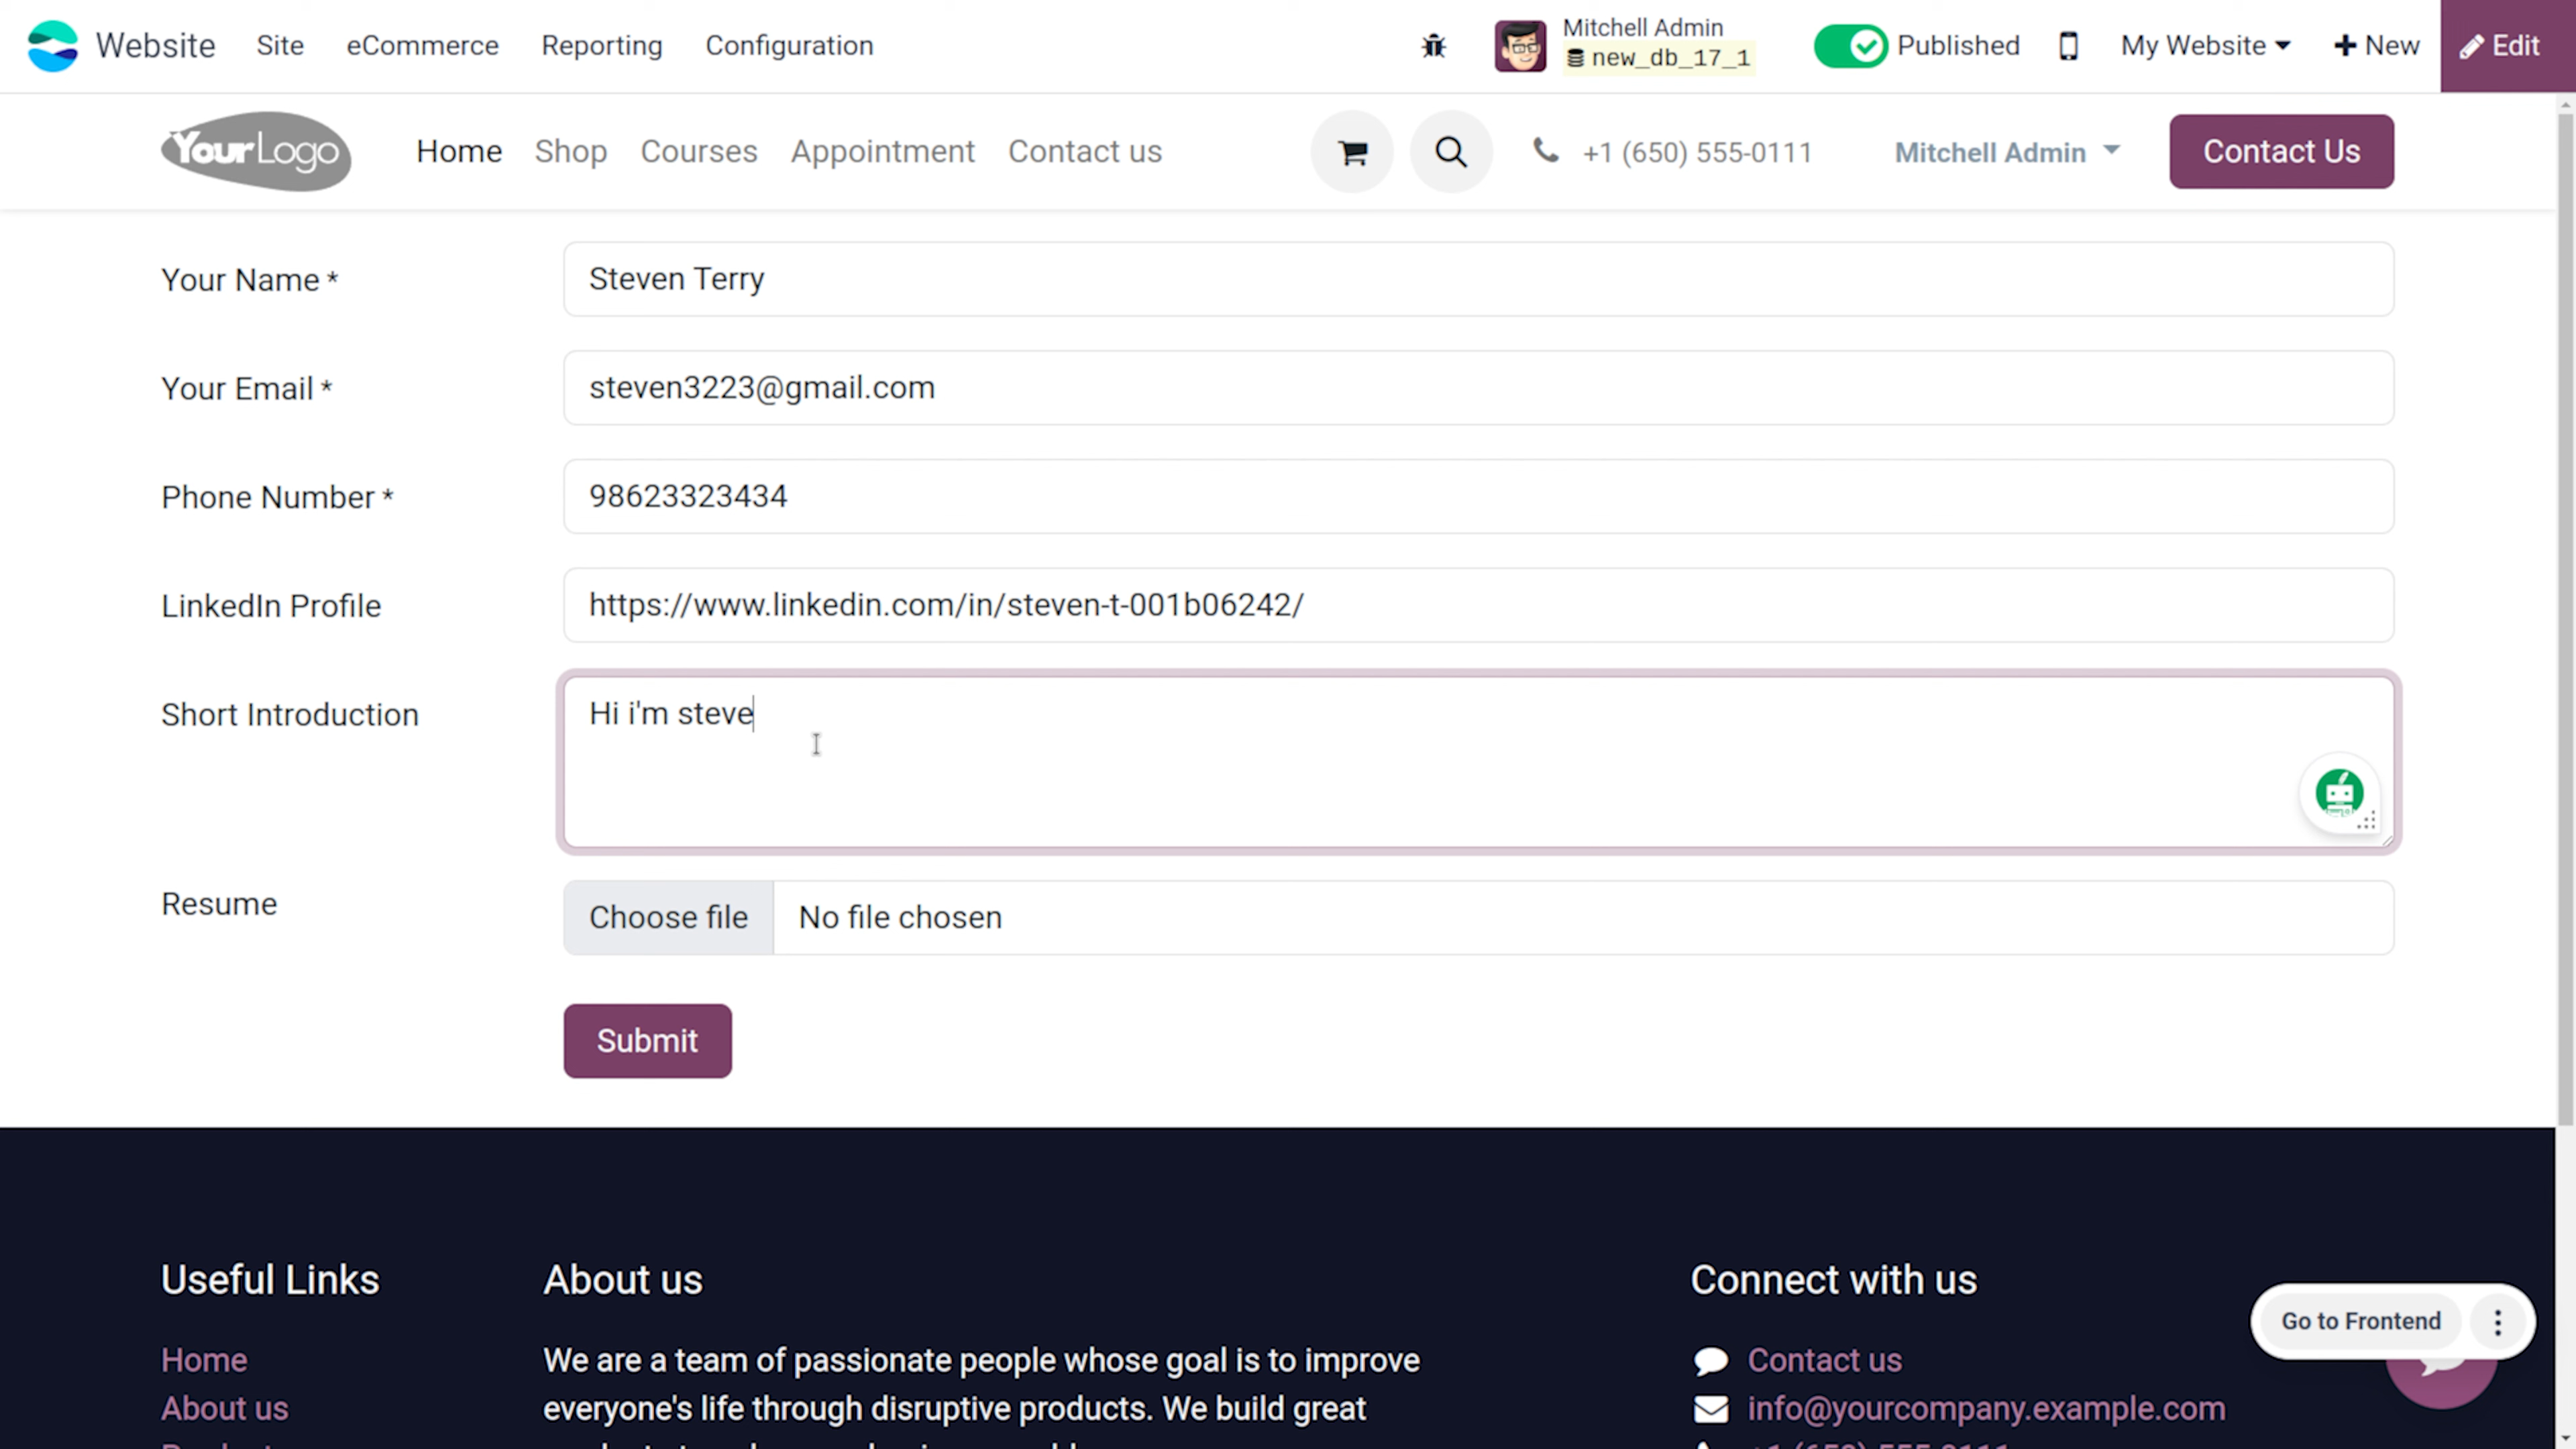 Website Site eCommerce Reporting Configuration Mitchell Admin Published My Website New Edit
new_db_17_1
YourLogo Home Shop Courses Appointment Contact us +1 (650) 555-0111 Mitchell Admin Contact Us
Your Name * Steven Terry
Your Email * steven3223@gmail.com
Phone Number * 98623323434
LinkedIn Profile https://www.linkedin.com/in/steven-t-001b06242/
Short Introduction Hi i'm steve
Resume Choose file No file chosen
Submit
Useful Links About us Connect with us
Go to Frontend
Home We are a team of passionate people whose goal is to improve Contact us
About us everyone's life through disruptive products. We build great info@yourcompany.example.com